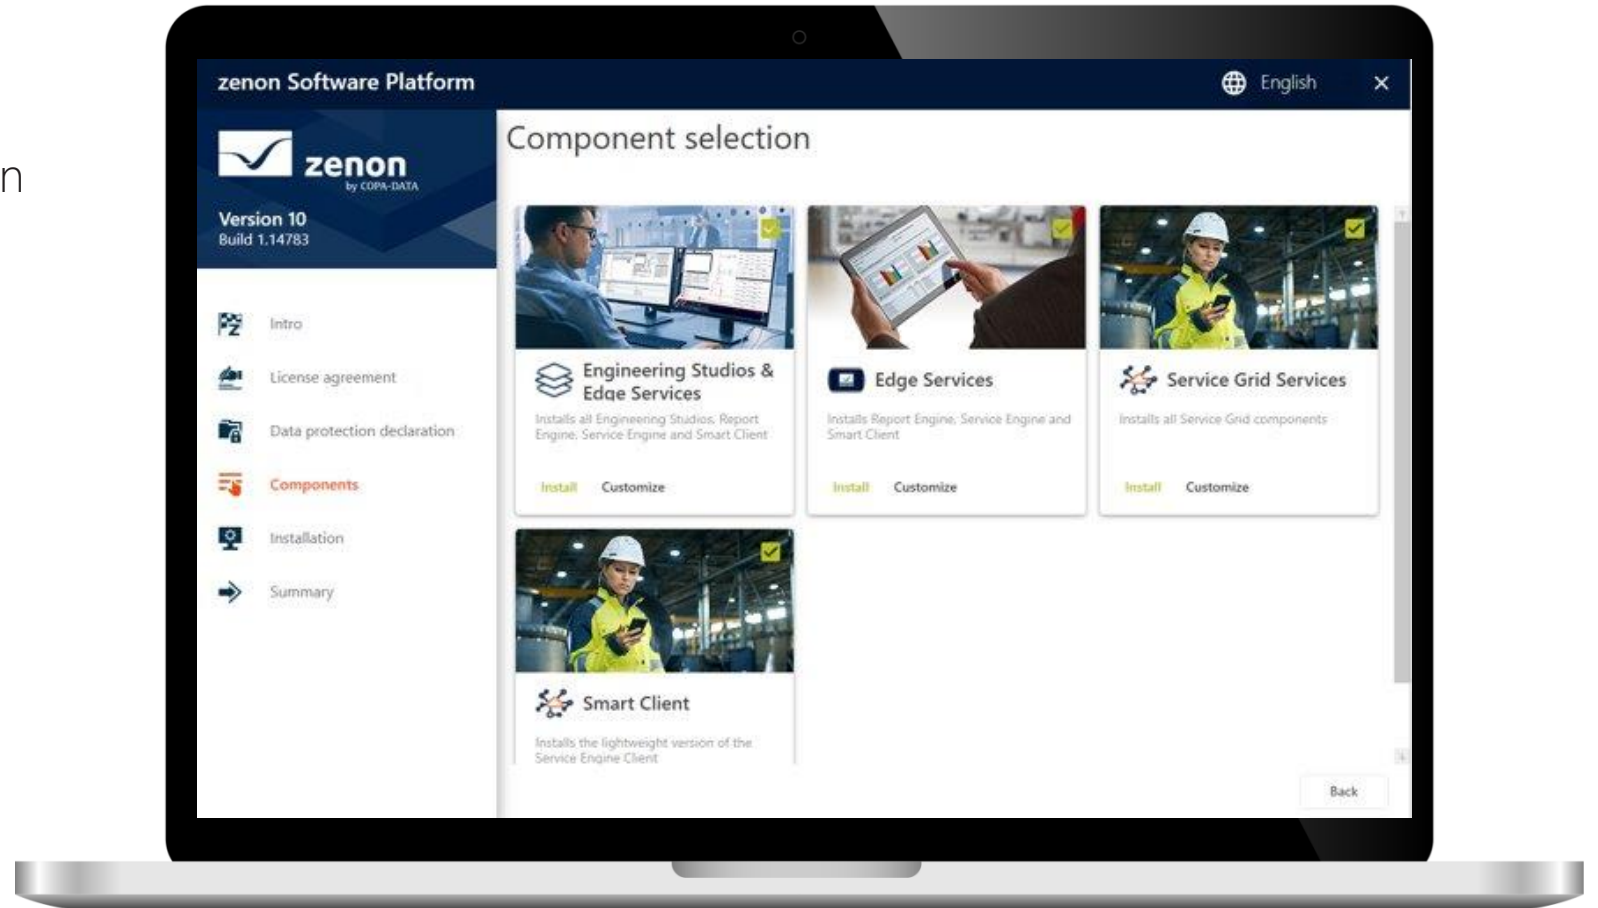 n
zenon Software Platform
English
zenon
by COPA-DATA
Version 10
Build 1.14783
Intro
License agreement
Data protection declaration
Components
Installation
Summary
Component selection
Engineering Studios &
Edge Services
Installs all Engineering Studios, Report
Engine, Service Engine and Smart Client
Install Customize
Edge Services
Installs Report Engine, Service Engine and
Smart Client
Install Customize
Service Grid Services
Installs all Service Grid components
Install Customize
Smart Client
Installs the lightweight version of the
Service Engine Client
Back